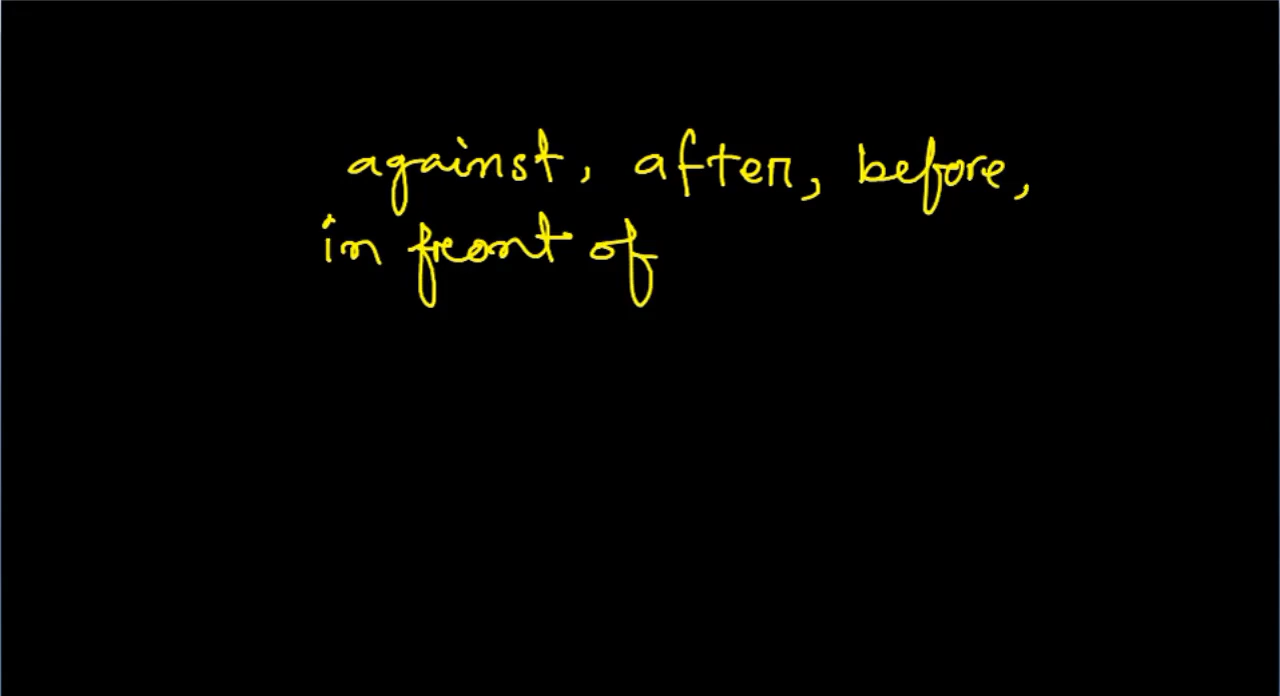 against, after, before,
in front of